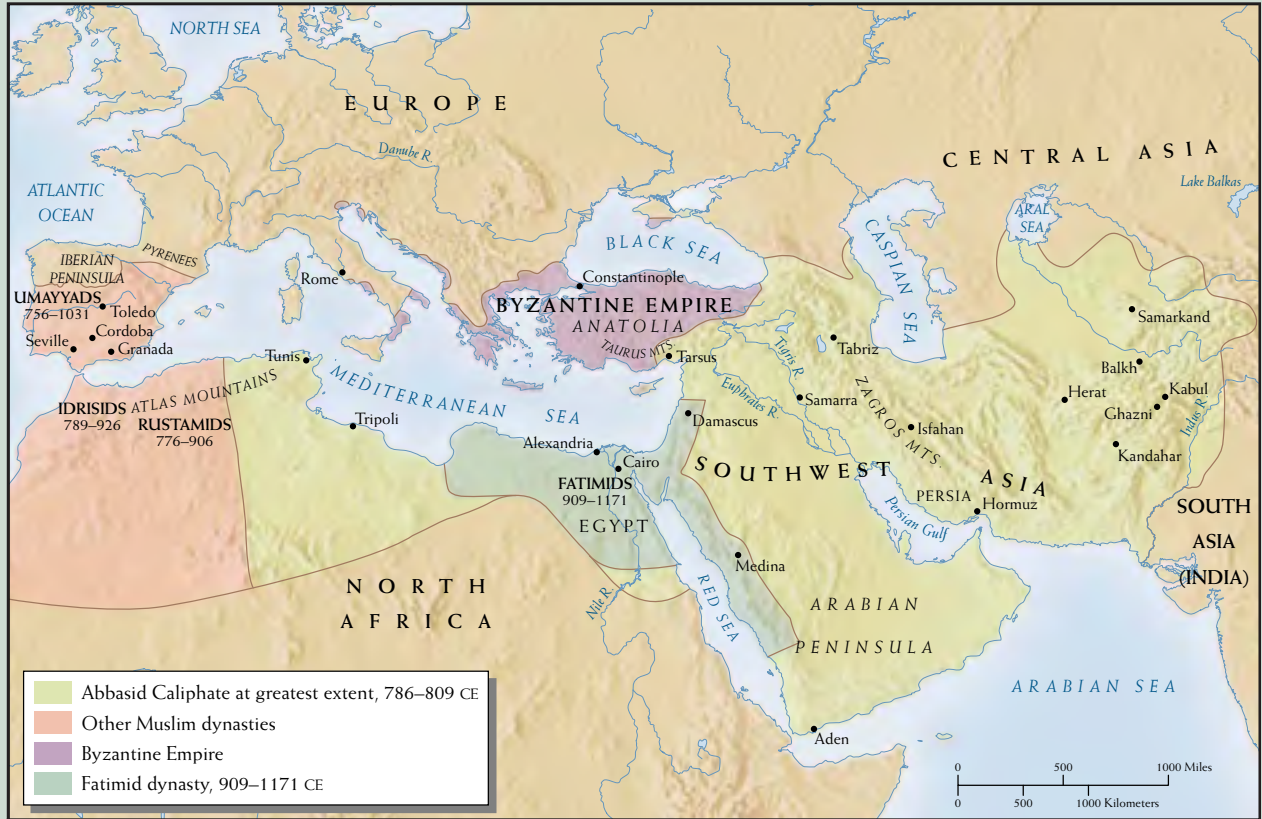 NORTH SEA
EUROPE
Danube R.
CENTRAL ASIA
Lake Balkas
ATLANTIC
OCEAN
ARAL
SEA
PYRENEES
IBERIAN
PENINSULA
BLACK SEA
CASPIAN SEA
Rome
Constantinople
UMAYYADS
756–1031
Toledo
BYZANTINE EMPIRE
ANATOLIA
Samarkand
Cordoba
Seville
Granada
TAURUS MTS.
Tarsus
Tigris R.
Tabriz
Tunis
Balkh
MEDITERRANEAN SEA
Euphrates R.
Samarra
ZAGROS MTS.
Herat
Kabul
Ghazni
Indus R.
IDRISIDS
789–926
ATLAS MOUNTAINS
RUSTAMIDS
776–906
Tripoli
Damascus
Isfahan
Alexandria
Kandahar
Cairo
FATIMIDS
909–1171
SOUTHWEST ASIA
EGYPT
PERSIA
Hormuz
Persian Gulf
SOUTH
ASIA
(INDIA)
Medina
NORTH
AFRICA
Nile R.
RED SEA
ARABIAN
PENINSULA
ARABIAN SEA
Aden
Abbasid Caliphate at greatest extent, 786–809 CE
Other Muslim dynasties
Byzantine Empire
Fatimid dynasty, 909–1171 CE
0 500 1000 Miles
0 500 1000 Kilometers